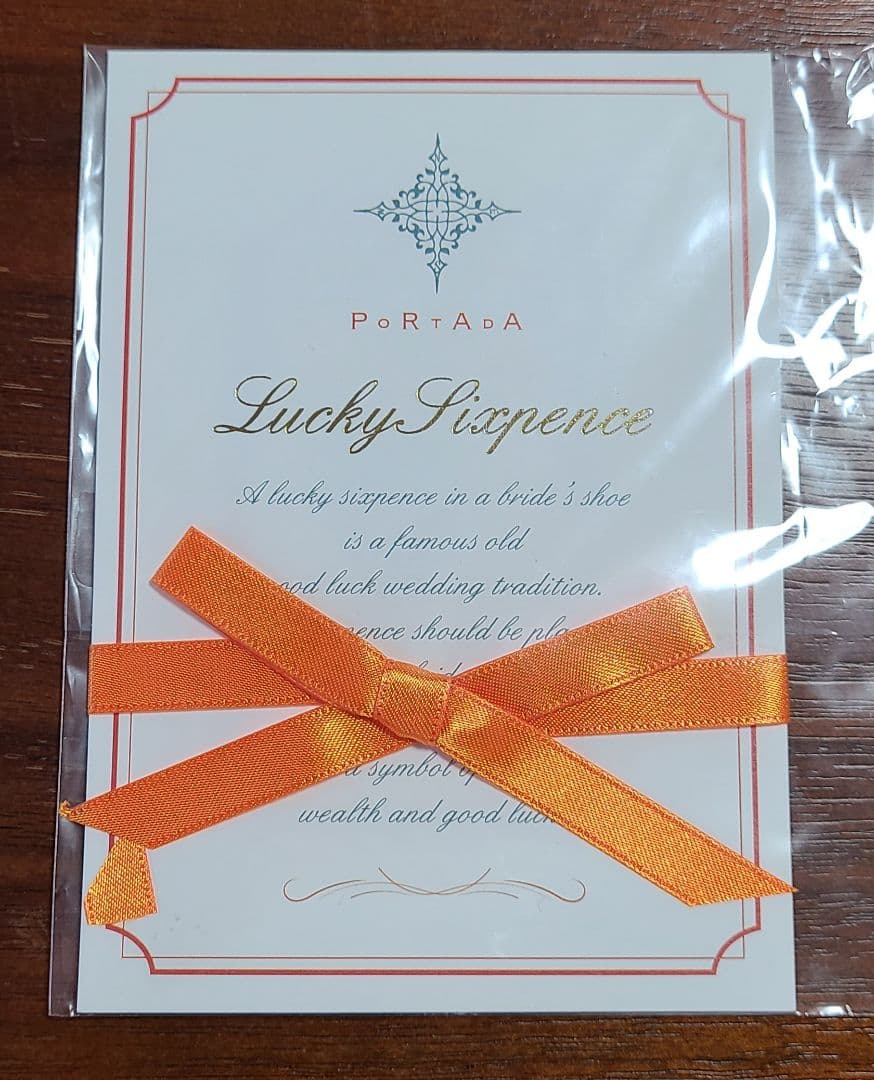 PoRTADA
Lucky Sixpence
A lucky sixpence in a bride's shoe
is a famous old
luck wedding tradition.
should be
symbol
wealth and good